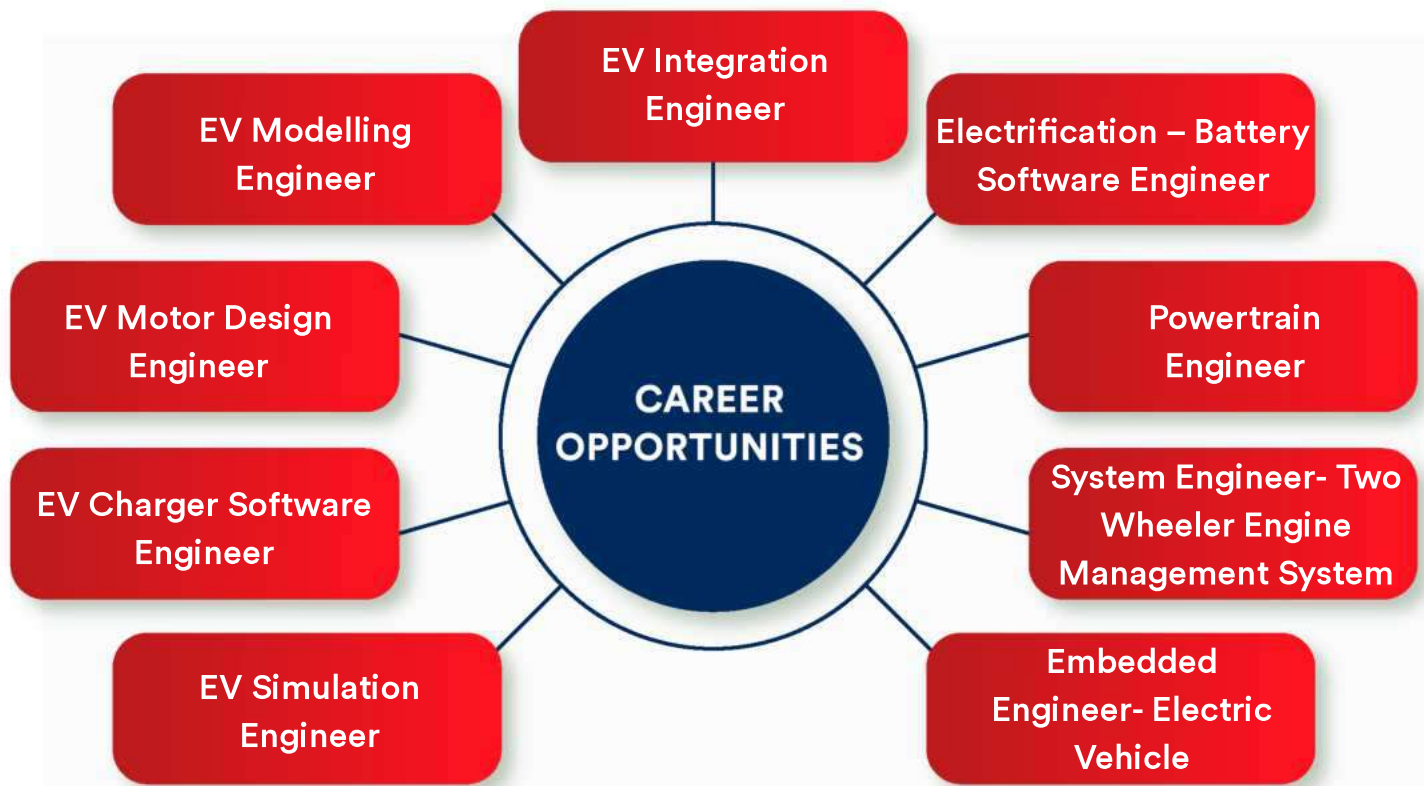 EV Integration
Engineer
EV Modelling
Engineer
Electrification – Battery
Software Engineer
EV Motor Design
Engineer
Powertrain
Engineer
CAREER
OPPORTUNITIES
EV Charger Software
Engineer
System Engineer- Two
Wheeler Engine
Management System
EV Simulation
Engineer
Embedded
Engineer- Electric
Vehicle